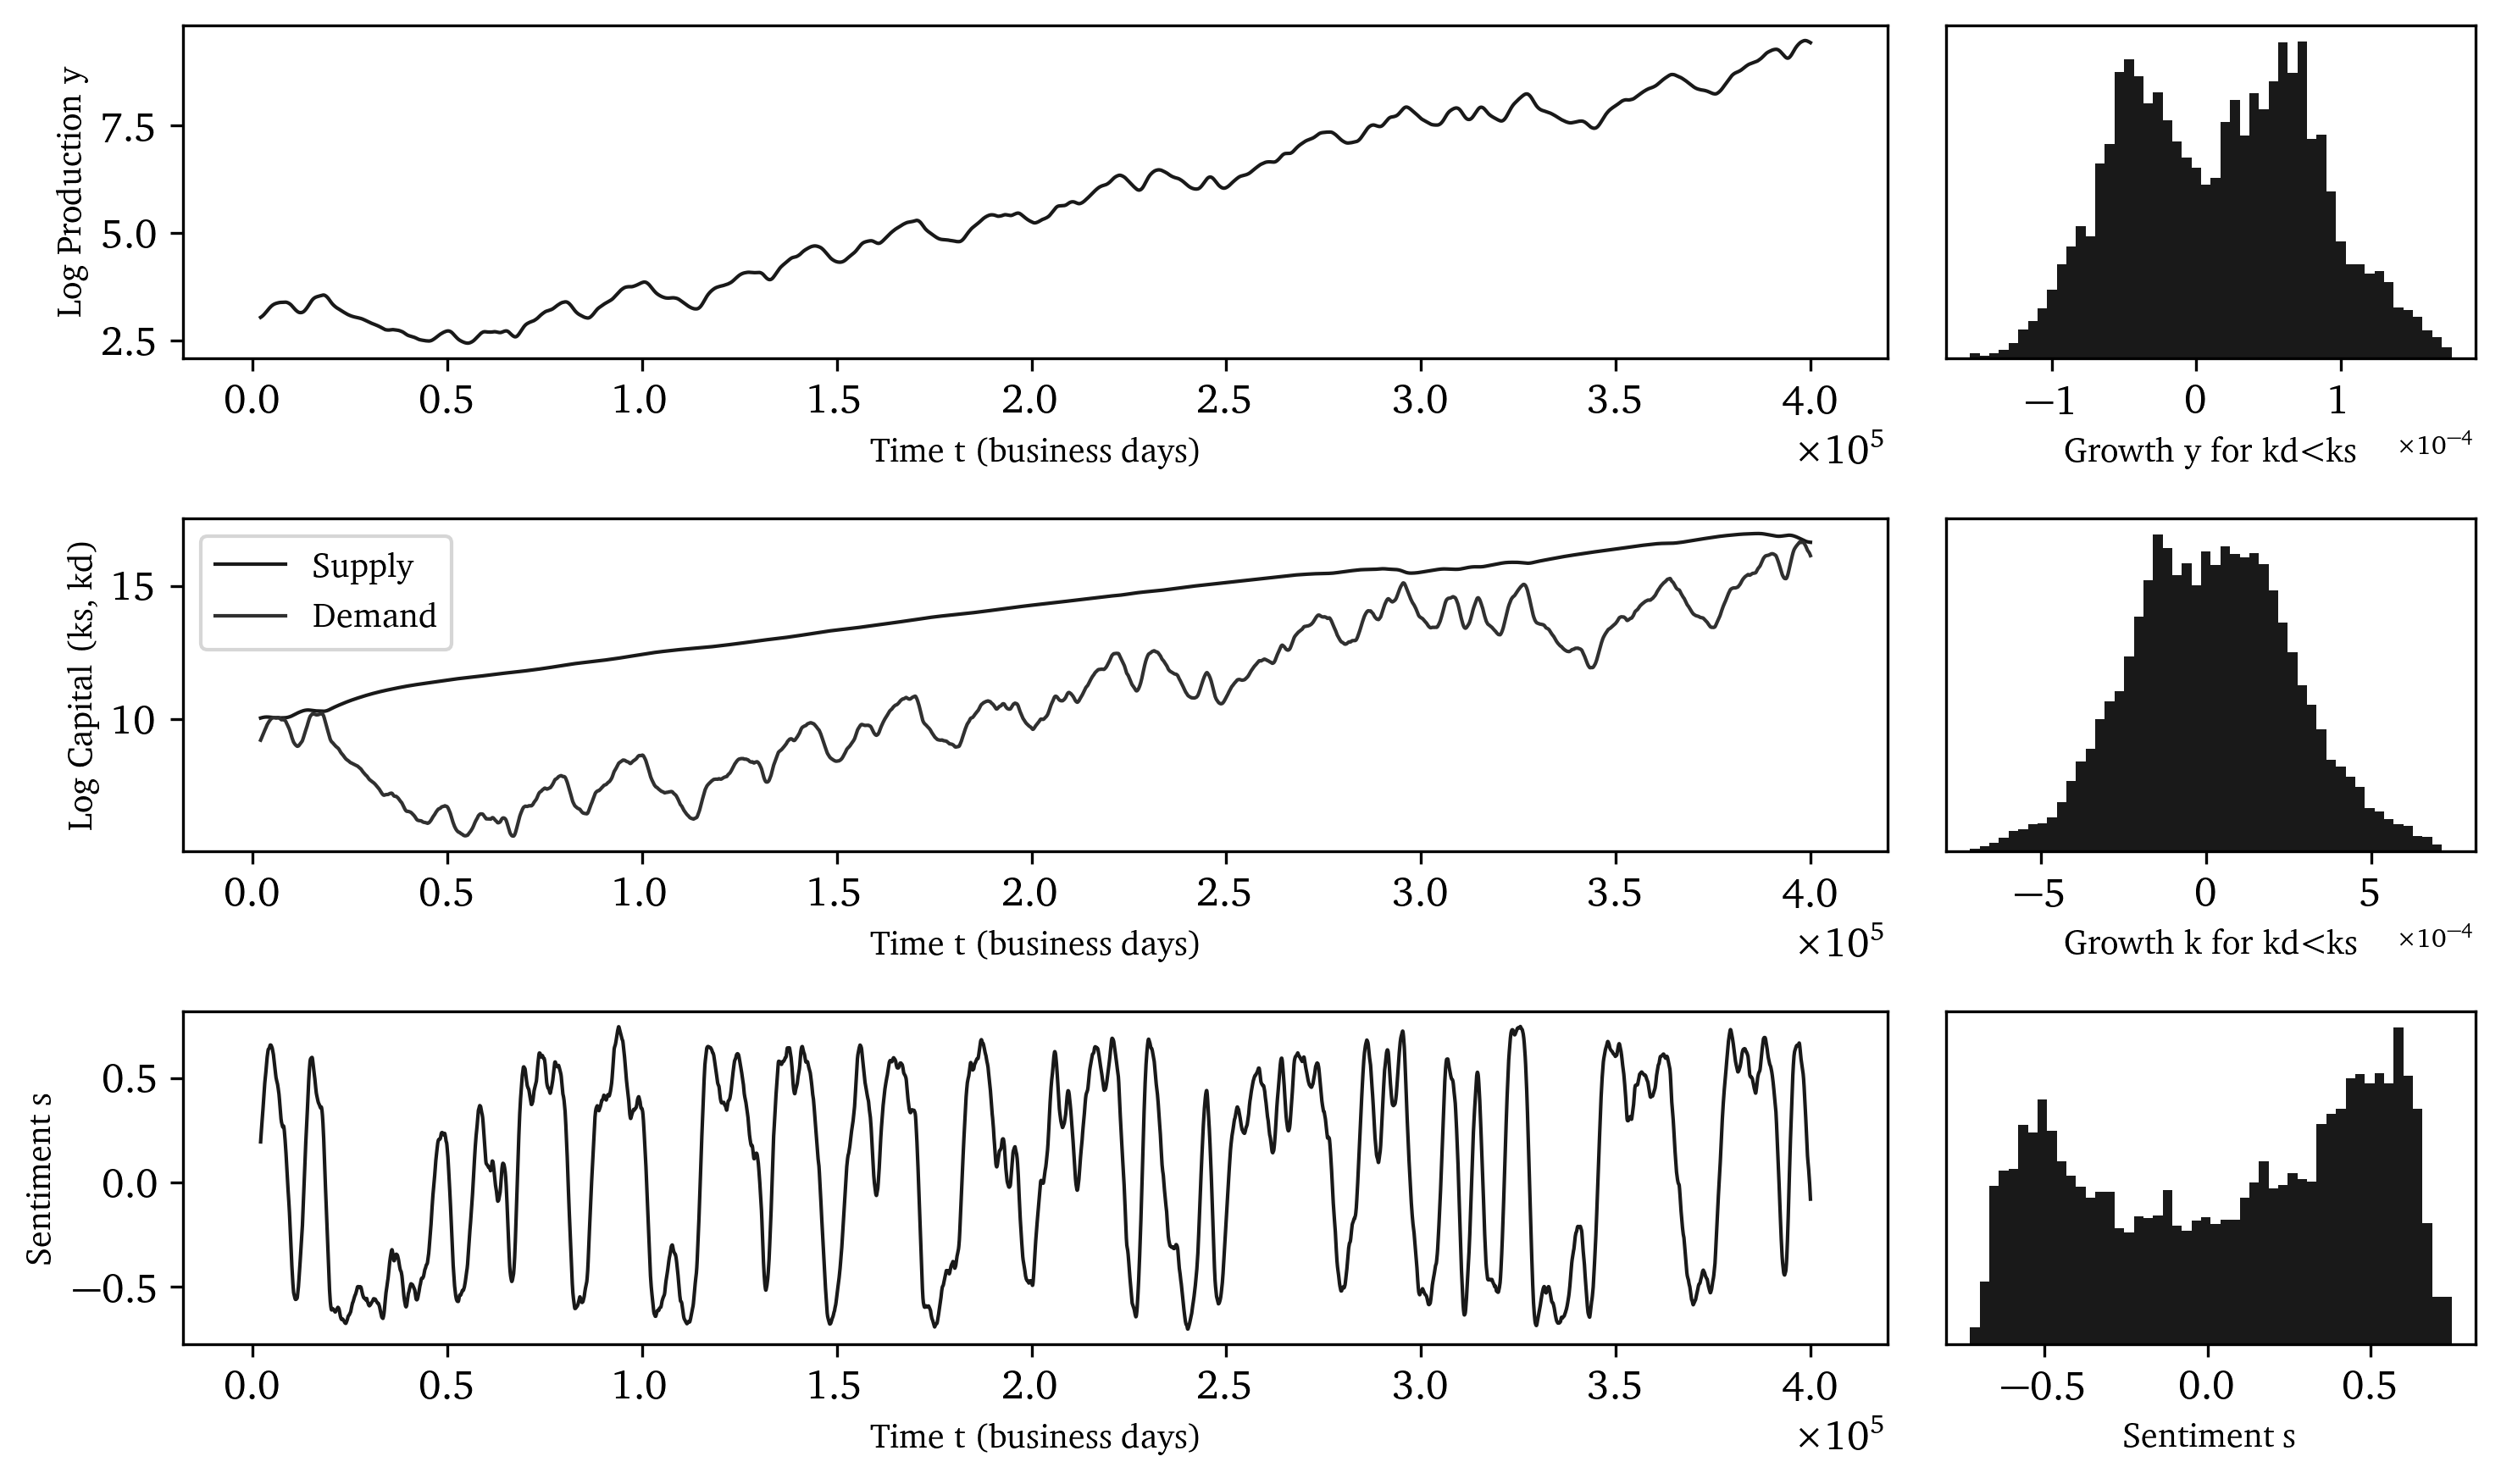 Log Production y
7.5
5.0
2.5
0.0 0.5 1.0 1.5 2.0 2.5 3.0 3.5 4.0
Time t (business days)
×10⁵
−1 0 1
Growth y for kd<ks
×10⁻⁴
Log Capital (ks, kd)
15
10
Supply
Demand
0.0 0.5 1.0 1.5 2.0 2.5 3.0 3.5 4.0
Time t (business days)
×10⁵
−5 0 5
Growth k for kd<ks
×10⁻⁴
Sentiment s
0.5
0.0
−0.5
0.0 0.5 1.0 1.5 2.0 2.5 3.0 3.5 4.0
Time t (business days)
×10⁵
−0.5 0.0 0.5
Sentiment s